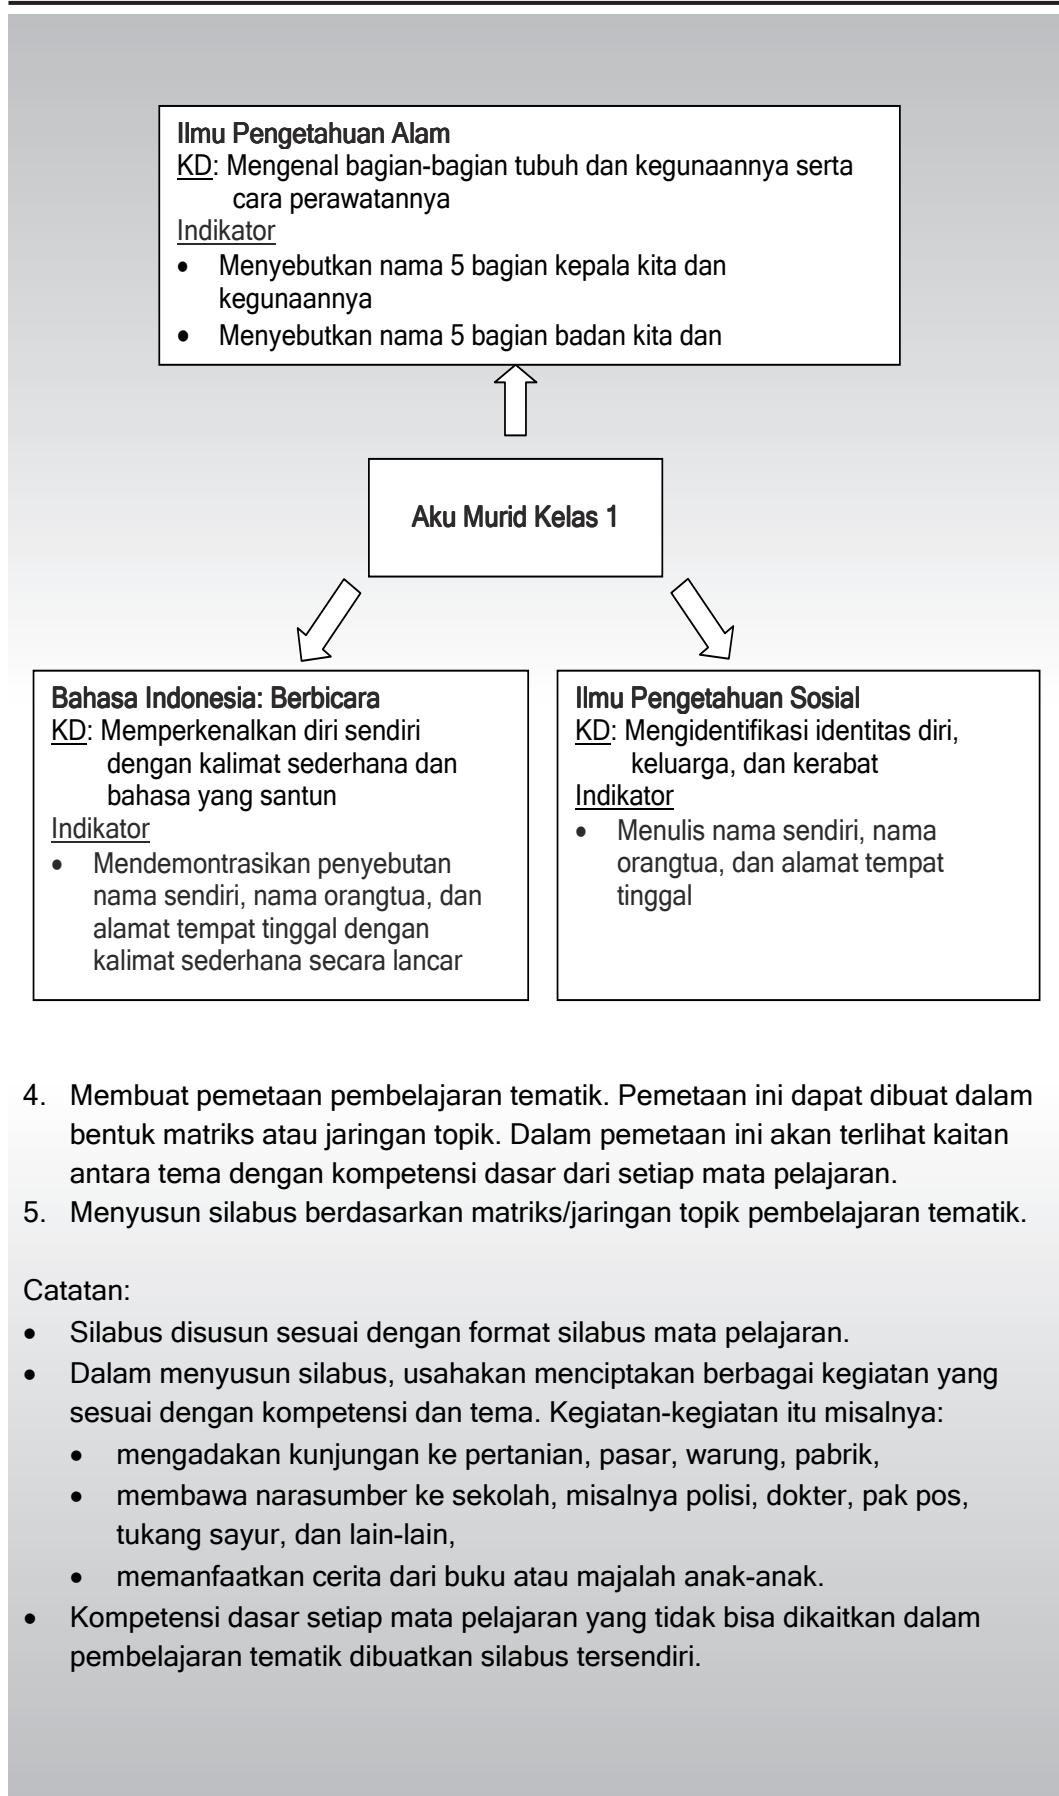 Ilmu Pengetahuan Alam
KD: Mengenal bagian-bagian tubuh dan kegunaannya serta
cara perawatannya
Indikator
• Menyebutkan nama 5 bagian kepala kita dan
kegunaannya
• Menyebutkan nama 5 bagian badan kita dan
Aku Murid Kelas 1
Bahasa Indonesia: Berbicara
KD: Memperkenalkan diri sendiri
dengan kalimat sederhana dan
bahasa yang santun
Indikator
• Mendemontrasikan penyebutan
nama sendiri, nama orangtua, dan
alamat tempat tinggal dengan
kalimat sederhana secara lancar
Ilmu Pengetahuan Sosial
KD: Mengidentifikasi identitas diri,
keluarga, dan kerabat
Indikator
• Menulis nama sendiri, nama
orangtua, dan alamat tempat
tinggal
4. Membuat pemetaan pembelajaran tematik. Pemetaan ini dapat dibuat dalam
bentuk matriks atau jaringan topik. Dalam pemetaan ini akan terlihat kaitan
antara tema dengan kompetensi dasar dari setiap mata pelajaran.
5. Menyusun silabus berdasarkan matriks/jaringan topik pembelajaran tematik.
Catatan:
• Silabus disusun sesuai dengan format silabus mata pelajaran.
• Dalam menyusun silabus, usahakan menciptakan berbagai kegiatan yang
sesuai dengan kompetensi dan tema. Kegiatan-kegiatan itu misalnya:
• mengadakan kunjungan ke pertanian, pasar, warung, pabrik,
• membawa narasumber ke sekolah, misalnya polisi, dokter, pak pos,
tukang sayur, dan lain-lain,
• memanfaatkan cerita dari buku atau majalah anak-anak.
• Kompetensi dasar setiap mata pelajaran yang tidak bisa dikaitkan dalam
pembelajaran tematik dibuatkan silabus tersendiri.